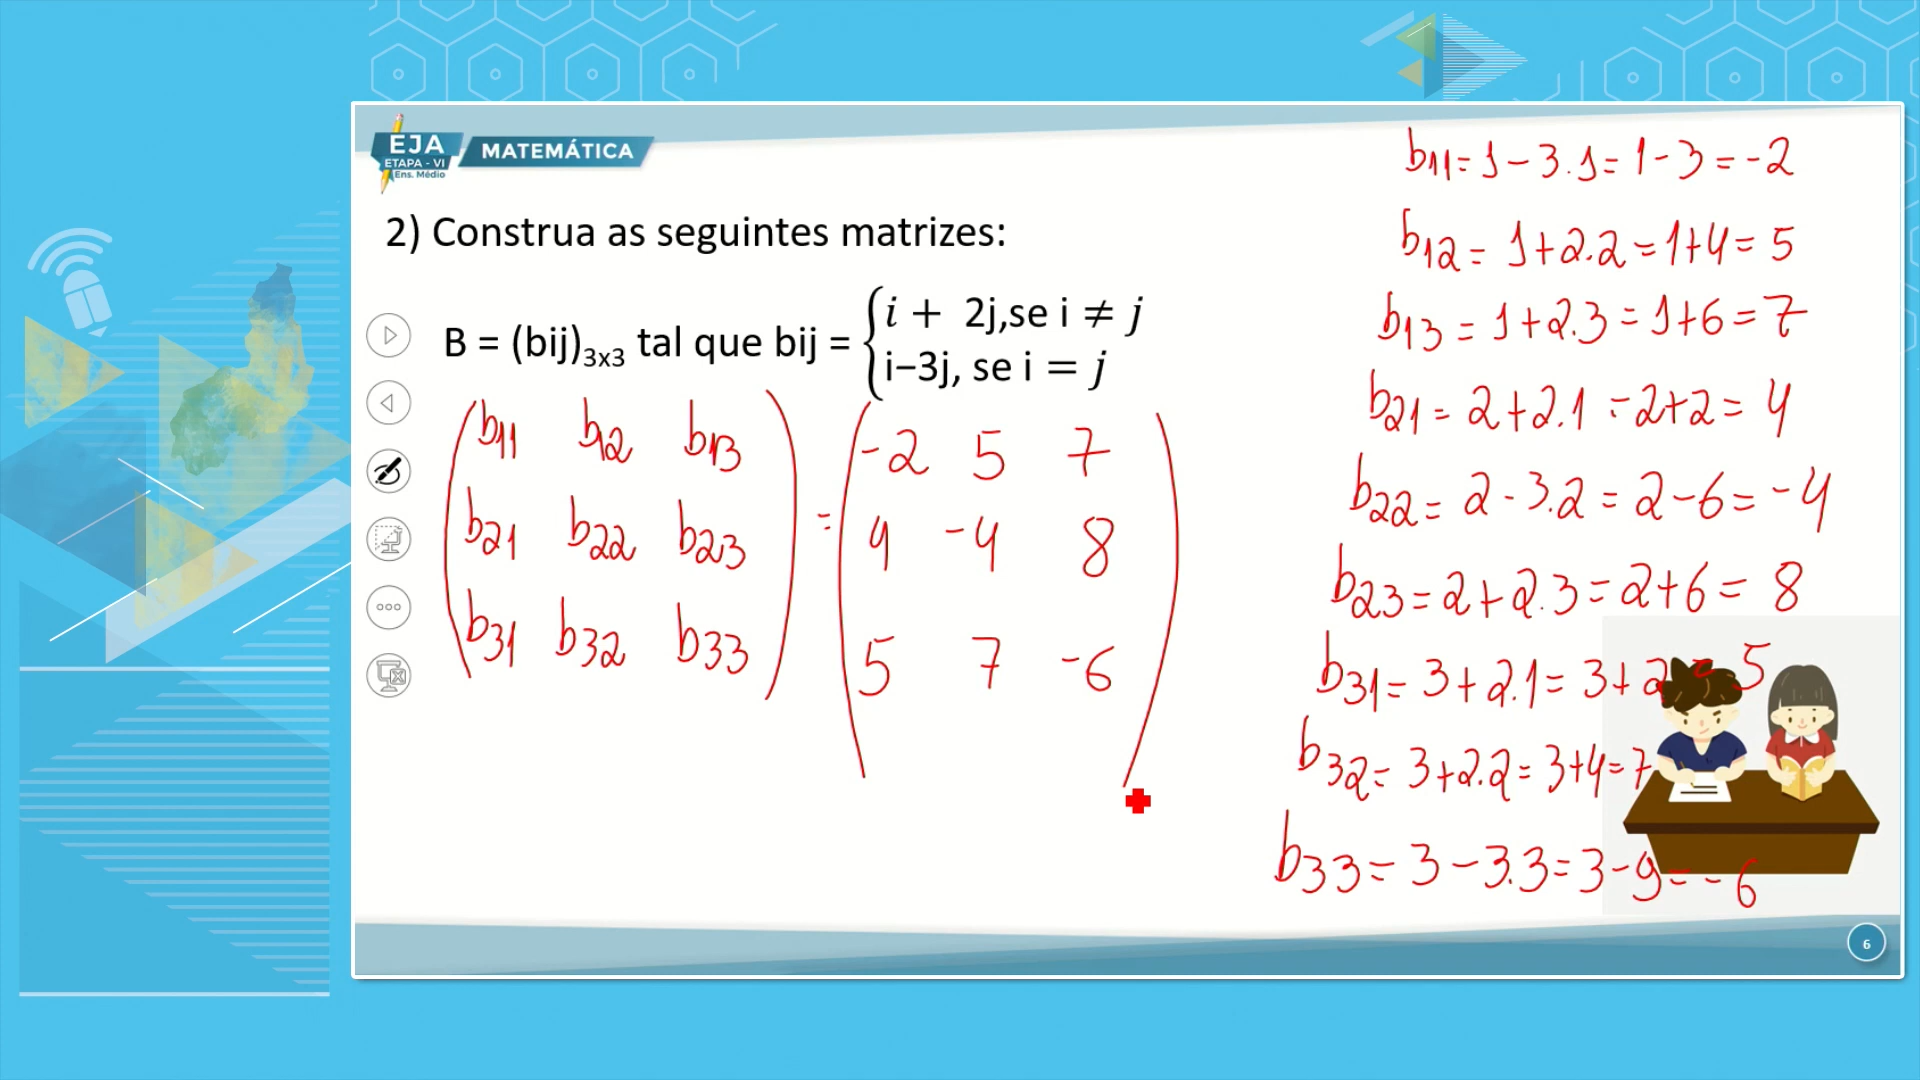 EJA
ETAPA - VI
Ens. Médio
MATEMÁTICA
2) Construa as seguintes matrizes:
B = (bij)3x3 tal que bij = { i + 2j,se i ≠ j
i−3j, se i = j
b11 b12 b13
b21 b22 b23
b31 b32 b33
=
-2 5 7
4 -4 8
5 7 -6
b11 = 1 - 3.1 = 1 - 3 = -2
b12 = 1 + 2.2 = 1+4 = 5
b13 = 1+2.3 = 1+6 = 7
b21 = 2+2.1 = 2+2 = 4
b22 = 2 - 3.2 = 2 - 6 = -4
b23 = 2+2.3 = 2+6 = 8
b31 = 3+2.1 = 3+2 = 5
b32 = 3+2.2 = 3+4 = 7
b33 = 3 - 3.3 = 3 - 9 = -6
6